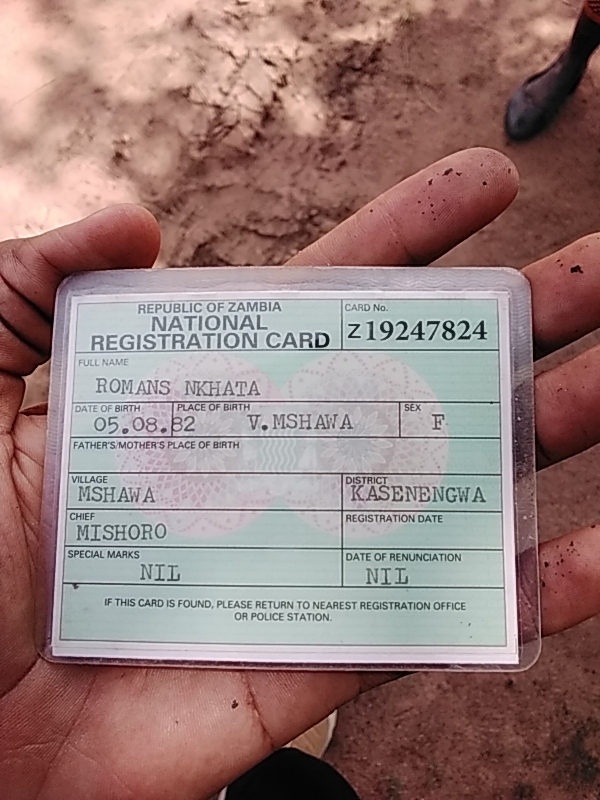 REPUBLIC OF ZAMBIA
NATIONAL
REGISTRATION CARD
CARD No.
Z19247824
FULL NAME
ROMANS NKHATA
DATE OF BIRTH
05.08.82
PLACE OF BIRTH
V.MSHAWA
SEX
F
FATHER'S/MOTHER'S PLACE OF BIRTH
VILLAGE
MSHAWA
DISTRICT
KASENENGWA
CHIEF
MISHORO
REGISTRATION DATE
SPECIAL MARKS
NIL
DATE OF RENUNCIATION
NIL
IF THIS CARD IS FOUND, PLEASE RETURN TO NEAREST REGISTRATION OFFICE
OR POLICE STATION.